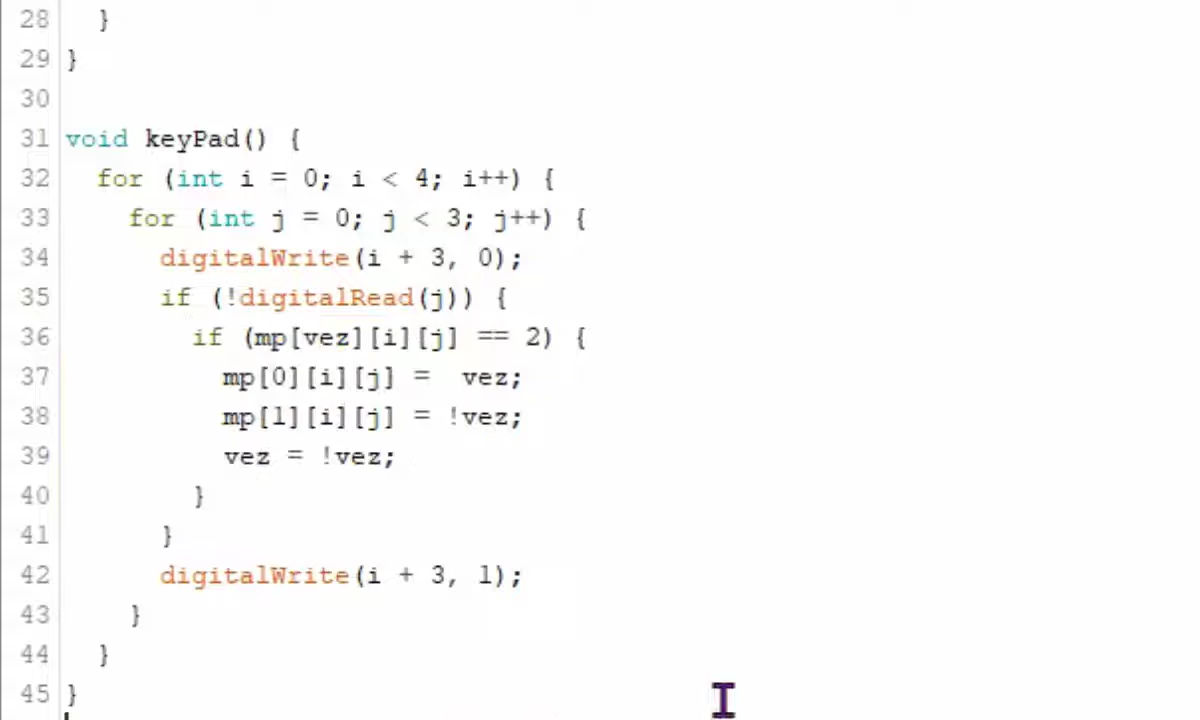 28 }
29 }
30
31 void keyPad() {
32 for (int i = 0; i < 4; i++) {
33 for (int j = 0; j < 3; j++) {
34 digitalWrite(i + 3, 0);
35 if (!digitalRead(j)) {
36 if (mp[vez][i][j] == 2) {
37 mp[0][i][j] =  vez;
38 mp[1][i][j] = !vez;
39 vez = !vez;
40 }
41 }
42 digitalWrite(i + 3, 1);
43 }
44 }
45 }